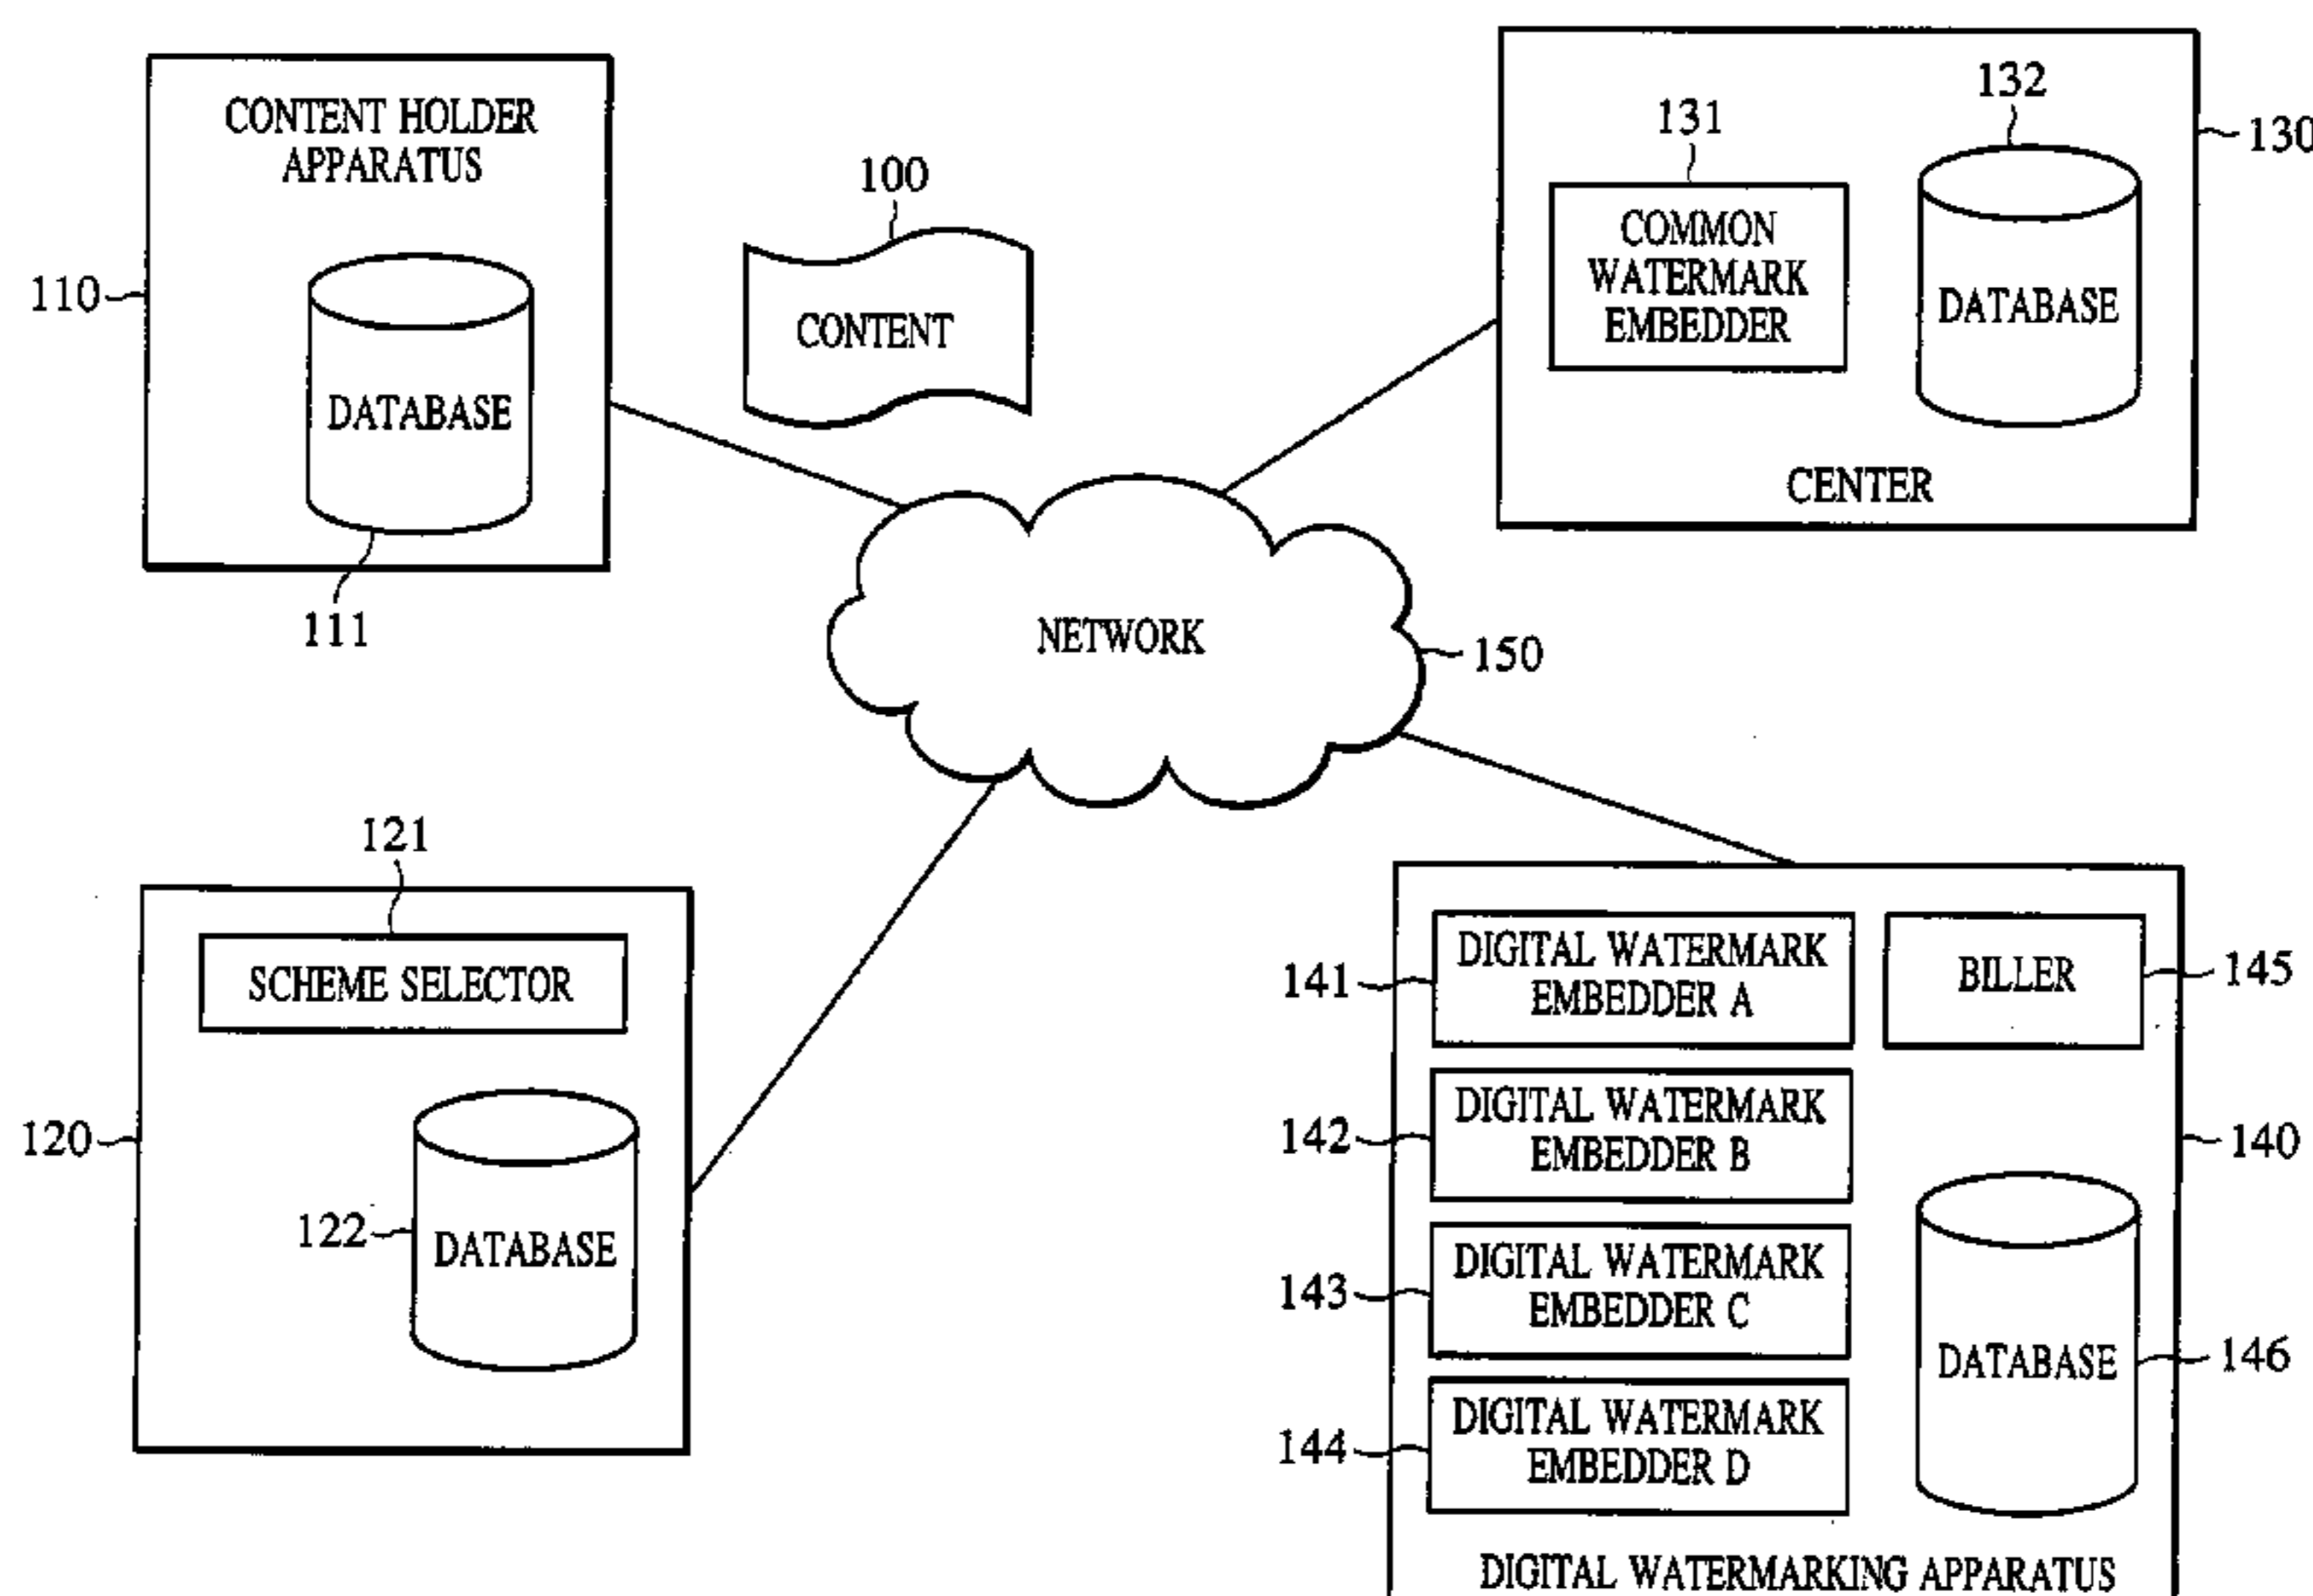 CONTENT HOLDER
APPARATUS
110
DATABASE
111
100
CONTENT
131
132
130
COMMON
WATERMARK
EMBEDDER
DATABASE
CENTER
NETWORK
150
121
SCHEME SELECTOR
120
122
DATABASE
141
DIGITAL WATERMARK
EMBEDDER A
BILLER
145
142
DIGITAL WATERMARK
EMBEDDER B
140
143
DIGITAL WATERMARK
EMBEDDER C
DATABASE
146
144
DIGITAL WATERMARK
EMBEDDER D
DIGITAL WATERMARKING APPARATUS